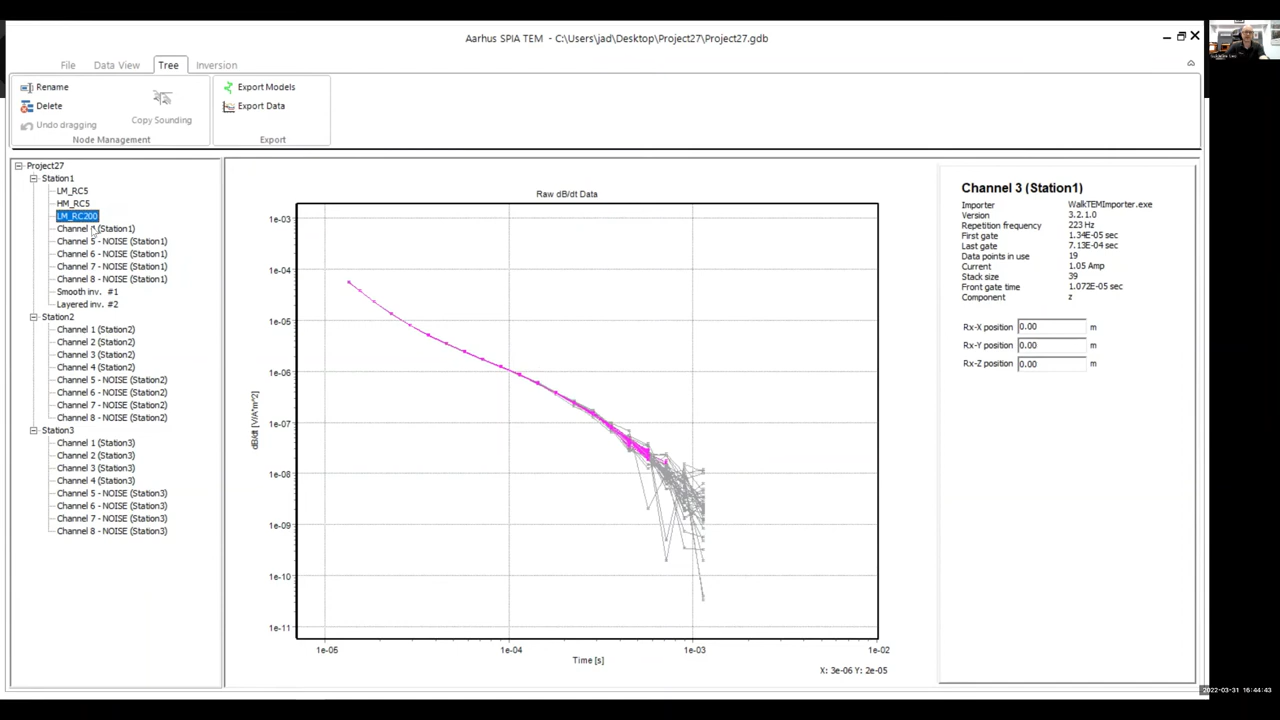 Aarhus SPIA TEM - C:\Users\jad\Desktop\Project27\Project27.gdb
File Data View Tree Inversion
Rename
Delete
Undo dragging
Copy Sounding
Node Management
Export Models
Export Data
Export
Project27
Station1
LM_RC5
HM_RC5
LM_RC200
Channel (Station1)
Channel 5 - NOISE (Station1)
Channel 6 - NOISE (Station1)
Channel 7 - NOISE (Station1)
Channel 8 - NOISE (Station1)
Smooth inv. #1
Layered inv. #2
Station2
Channel 1 (Station2)
Channel 2 (Station2)
Channel 3 (Station2)
Channel 4 (Station2)
Channel 5 - NOISE (Station2)
Channel 6 - NOISE (Station2)
Channel 7 - NOISE (Station2)
Channel 8 - NOISE (Station2)
Station3
Channel 1 (Station3)
Channel 2 (Station3)
Channel 3 (Station3)
Channel 4 (Station3)
Channel 5 - NOISE (Station3)
Channel 6 - NOISE (Station3)
Channel 7 - NOISE (Station3)
Channel 8 - NOISE (Station3)
Raw dB/dt Data
1e-03
1e-04
1e-05
1e-06
1e-07
1e-08
1e-09
1e-10
1e-11
dB/dt [V/A*m^2]
1e-05 1e-04 1e-03 1e-02
Time [s]
X: 3e-06 Y: 2e-05
Channel 3 (Station1)
Importer WalkTEMImporter.exe
Version 3.2.1.0
Repetition frequency 223 Hz
First gate 1.34E-05 sec
Last gate 7.13E-04 sec
Data points in use 19
Current 1.05 Amp
Stack size 39
Front gate time 1.072E-05 sec
Component z
Rx-X position 0.00 m
Rx-Y position 0.00 m
Rx-Z position 0.00 m
2022-03-31 16:44:43